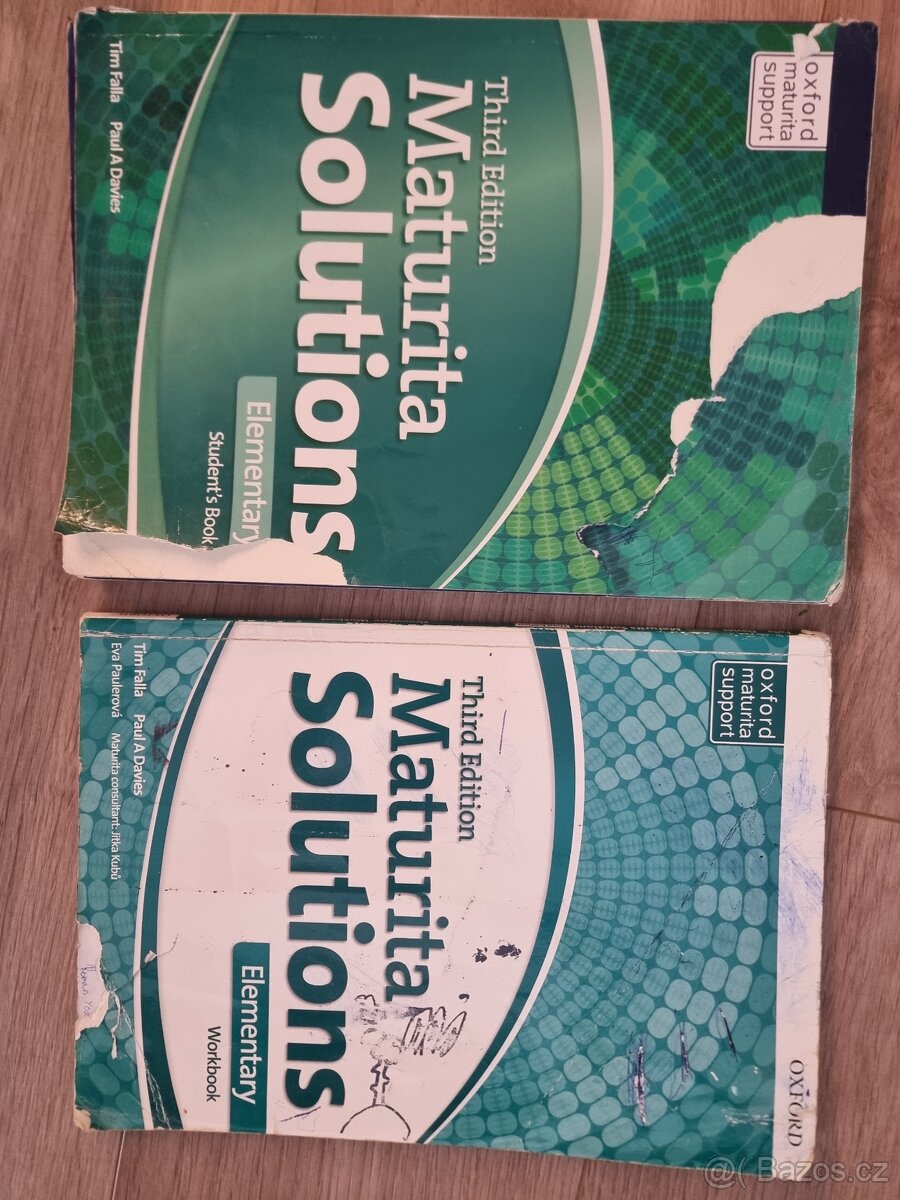 oxford
maturita
support
Third Edition
Maturita
Solutions
Elementary
Student's Book
Tim Falla Paul A Davies
oxford
maturita
support
Third Edition
Maturita
Solutions
Elementary
Workbook
Tim Falla Paul A Davies
Eva Paulerová Maturita consultant: Jitka Kubů
OXFORD
Bazos.cz